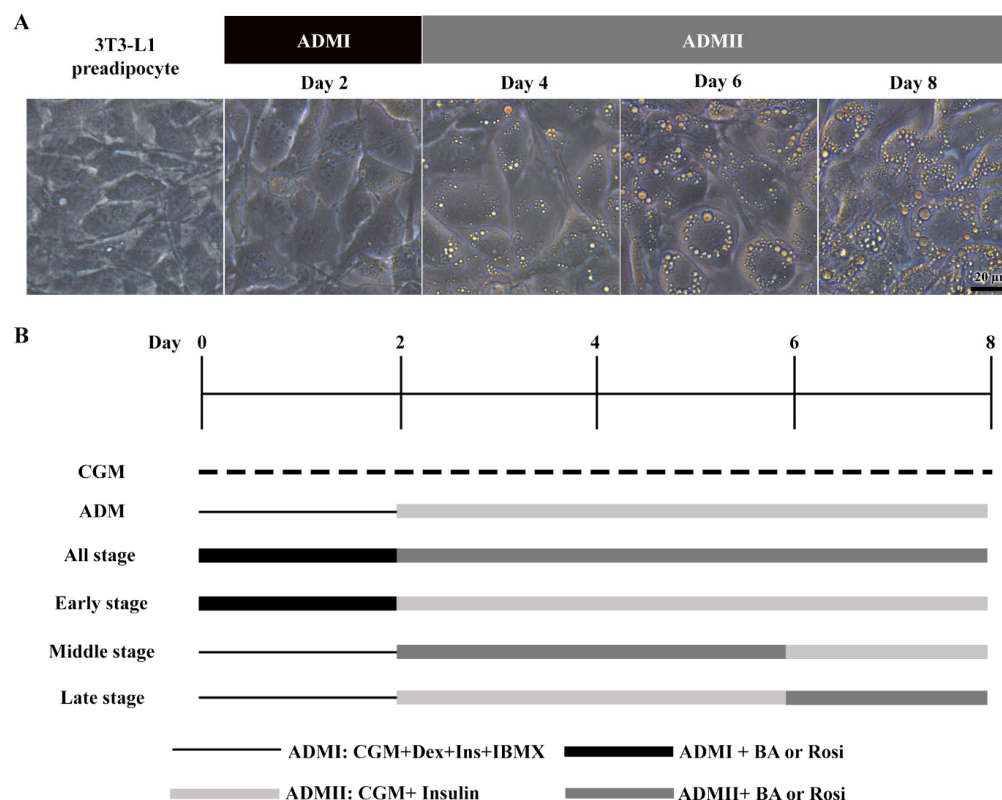 A
3T3-L1
preadipocyte
ADMI
ADMII
Day 2
Day 4
Day 6
Day 8
20 μm
B
Day 0 2 4 6 8
CGM
ADM
All stage
Early stage
Middle stage
Late stage
ADMI: CGM+Dex+Ins+IBMX
ADMI + BA or Rosi
ADMII: CGM+ Insulin
ADMII+ BA or Rosi